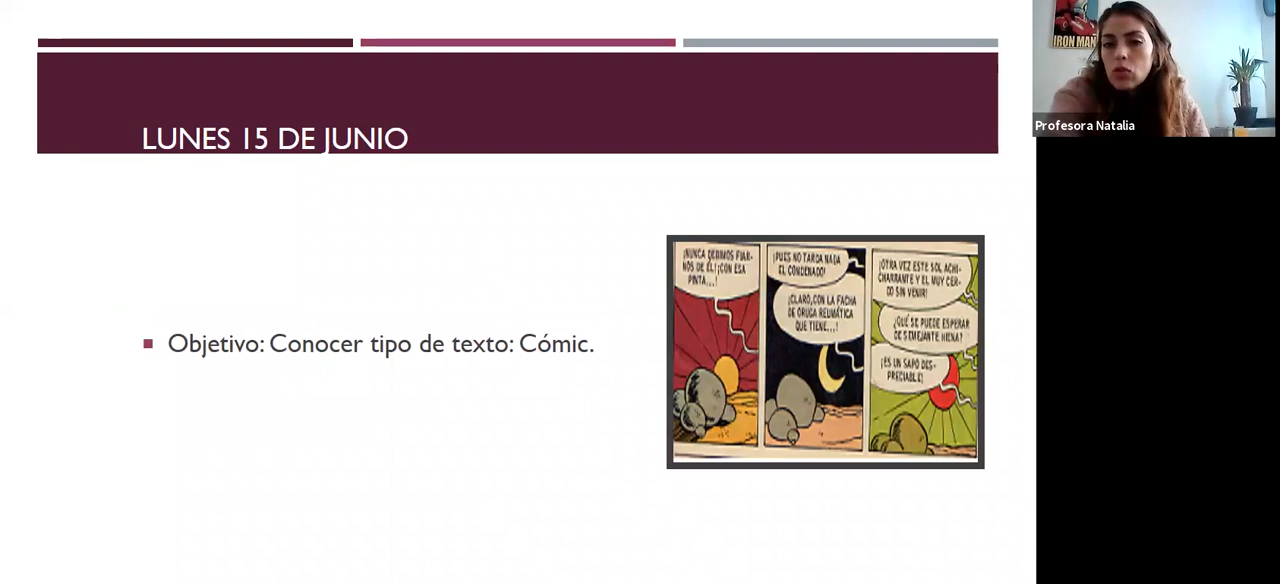 LUNES 15 DE JUNIO
Objetivo: Conocer tipo de texto: Cómic.
¡NUNCA DEBIMOS FIAR-
NOS DE ÉL! ¡CON ESA
PINTA...!
¡PUES NO TARDA NADA
EL CONDENADO!
¡CLARO, CON LA FACHA
DE ORUGA REUMÁTICA
QUE TIENE...!
¡OTRA VEZ ESTE SOL ACHI-
CHARRANTE Y EL MUY CER-
DO SIN VENIR!
¿QUÉ SE PUEDE ESPERAR
DE SEMEJANTE HIENA?
¡ES UN SAPO DES-
PRECIABLE!
IRON MAN
Profesora Natalia